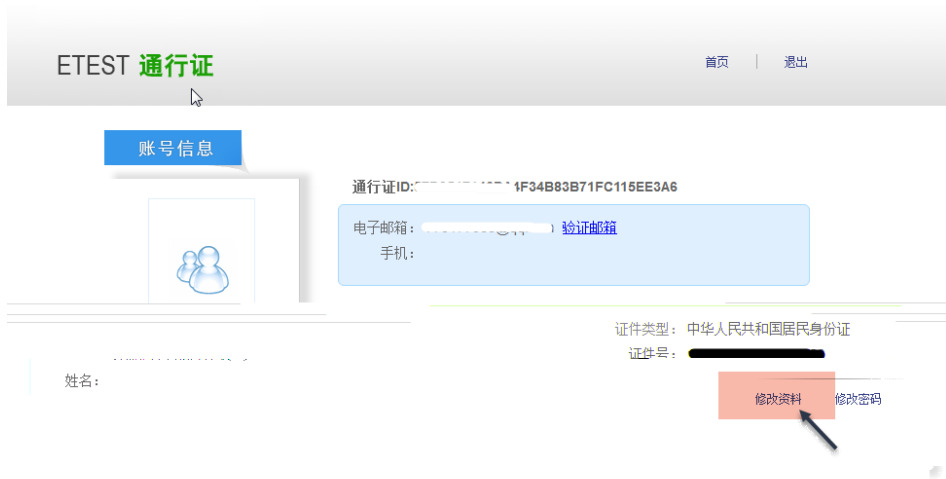 ETEST 通行证
首页 | 退出
账号信息
通行证ID: 4F34B83B71FC115EE3A6
电子邮箱： 验证邮箱
手机：
证件类型： 中华人民共和国居民身份证
证件号：
姓名：
修改资料 修改密码